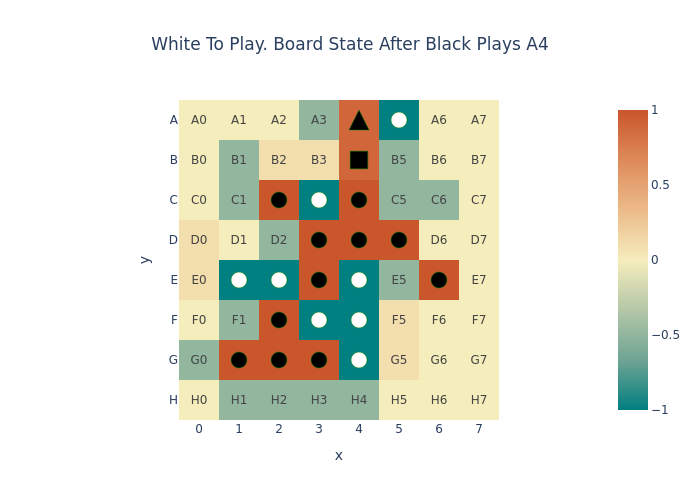 White To Play. Board State After Black Plays A4
A A0 A1 A2 A3 A6 A7
B B0 B1 B2 B3 B5 B6 B7
C C0 C1 C5 C6 C7
D D0 D1 D2 D6 D7
E E0 E5 E7
F F0 F1 F5 F6 F7
G G0 G5 G6 G7
H H0 H1 H2 H3 H4 H5 H6 H7
0 1 2 3 4 5 6 7
x
y
1
0.5
0
−0.5
−1